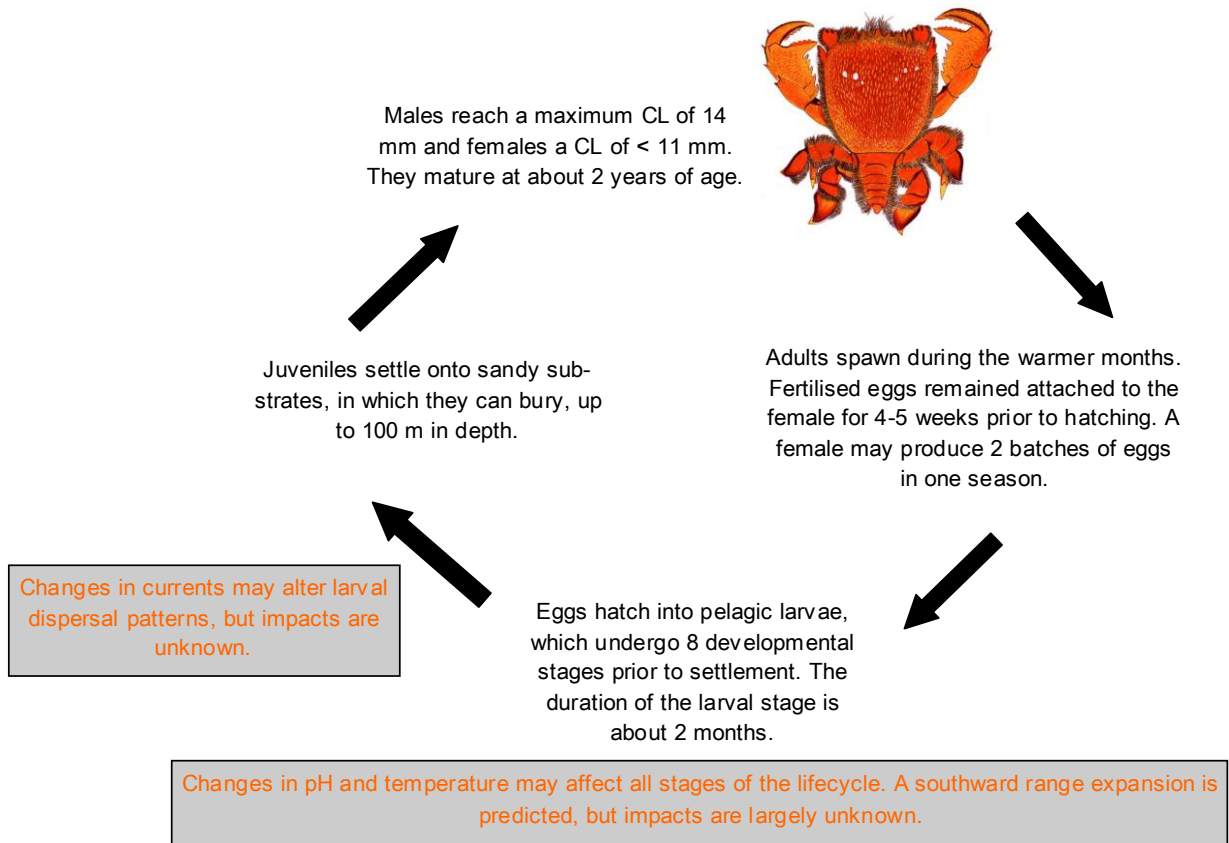 Males reach a maximum CL of 14
mm and females a CL of < 11 mm.
They mature at about 2 years of age.
Adults spawn during the warmer months.
Fertilised eggs remained attached to the
female for 4-5 weeks prior to hatching. A
female may produce 2 batches of eggs
in one season.
Eggs hatch into pelagic larvae,
which undergo 8 developmental
stages prior to settlement. The
duration of the larval stage is
about 2 months.
Juveniles settle onto sandy sub-
strates, in which they can bury, up
to 100 m in depth.
Changes in currents may alter larval
dispersal patterns, but impacts are
unknown.
Changes in pH and temperature may affect all stages of the lifecycle. A southward range expansion is
predicted, but impacts are largely unknown.